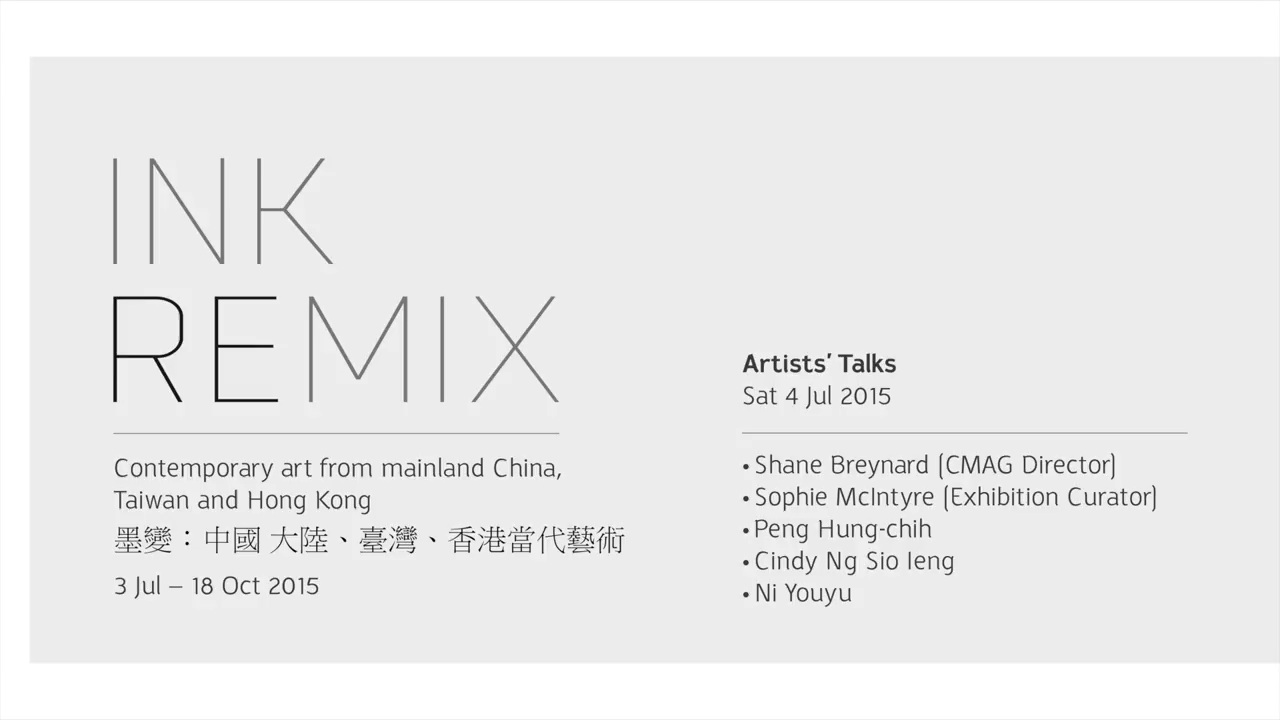 INK
REMIX
Contemporary art from mainland China,
Taiwan and Hong Kong
墨變：中國 大陸、臺灣、香港當代藝術
3 Jul – 18 Oct 2015
Artists’ Talks
Sat 4 Jul 2015
• Shane Breynard (CMAG Director)
• Sophie McIntyre (Exhibition Curator)
• Peng Hung-chih
• Cindy Ng Sio Ieng
• Ni Youyu